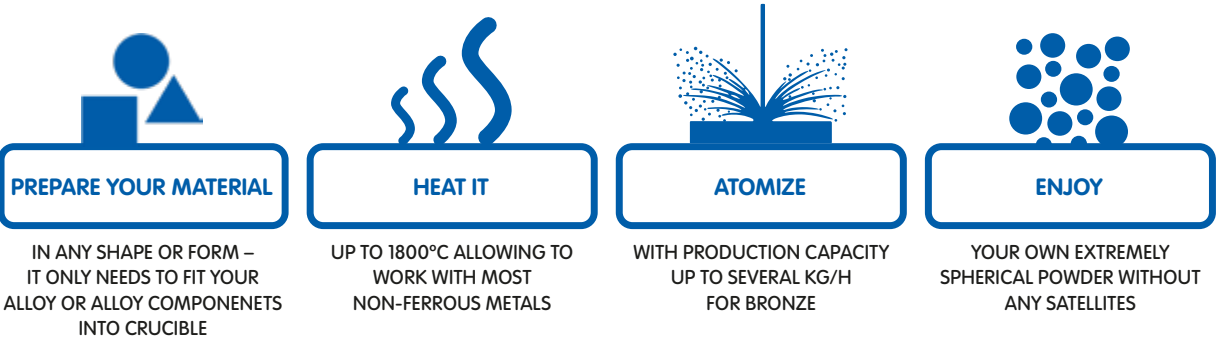 PREPARE YOUR MATERIAL
IN ANY SHAPE OR FORM –
IT ONLY NEEDS TO FIT YOUR
ALLOY OR ALLOY COMPONENETS
INTO CRUCIBLE
HEAT IT
UP TO 1800°C ALLOWING TO
WORK WITH MOST
NON-FERROUS METALS
ATOMIZE
WITH PRODUCTION CAPACITY
UP TO SEVERAL KG/H
FOR BRONZE
ENJOY
YOUR OWN EXTREMELY
SPHERICAL POWDER WITHOUT
ANY SATELLITES